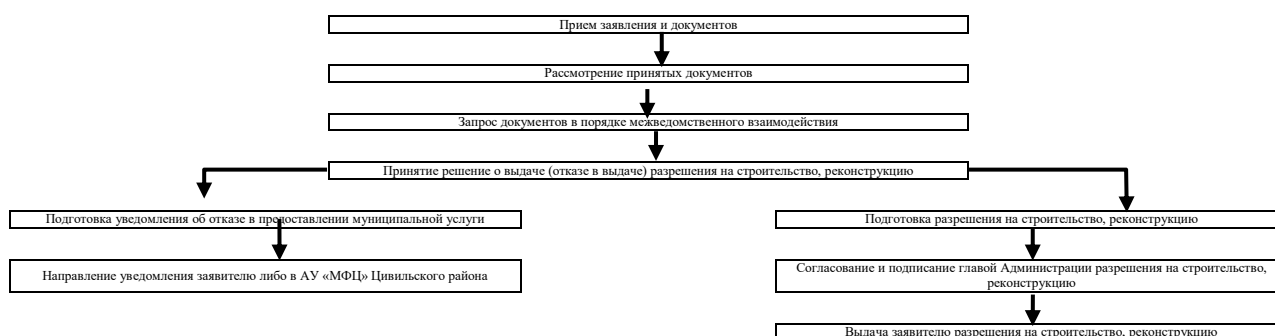 Прием заявления и документов
Рассмотрение принятых документов
Запрос документов в порядке межведомственного взаимодействия
Принятие решение о выдаче (отказе в выдаче) разрешения на строительство, реконструкцию
Подготовка уведомления об отказе в предоставлении муниципальной услуги
Подготовка разрешения на строительство, реконструкцию
Направление уведомления заявителю либо в АУ «МФЦ» Цивильского района
Согласование и подписание главой Администрации разрешения на строительство,
реконструкцию
Выдача заявителю разрешения на строительство, реконструкцию